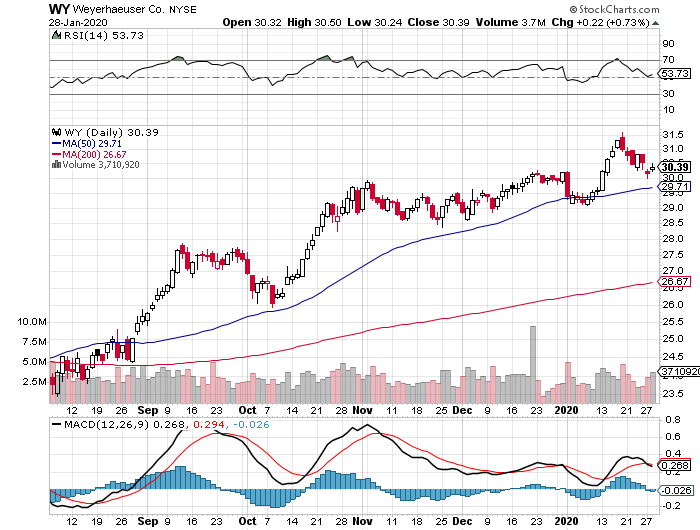 WY Weyerhaeuser Co. NYSE
© StockCharts.com
28-Jan-2020
Open 30.32 High 30.50 Low 30.24 Close 30.39 Volume 3.7M Chg +0.22 (+0.73%)
RSI(14) 53.73
90
70
53.73
30
10
WY (Daily) 30.39
MA(50) 29.71
MA(200) 26.67
Volume 3,710,920
31.5
31.0
30.39
30.0
29.71
29.0
28.5
28.0
27.5
27.0
26.67
26.0
25.5
25.0
24.5
24.0
23.5
10.0M
7.5M
5.0M
2.5M
3710920
12 19 26 Sep 9 16 23 Oct 7 14 21 28 Nov 11 18 25 Dec 9 16 23 2020 13 21 27
MACD(12,26,9) 0.268, 0.294, -0.026
0.6
0.4
0.268
-0.026
-0.2
12 19 26 Sep 9 16 23 Oct 7 14 21 28 Nov 11 18 25 Dec 9 16 23 2020 13 21 27